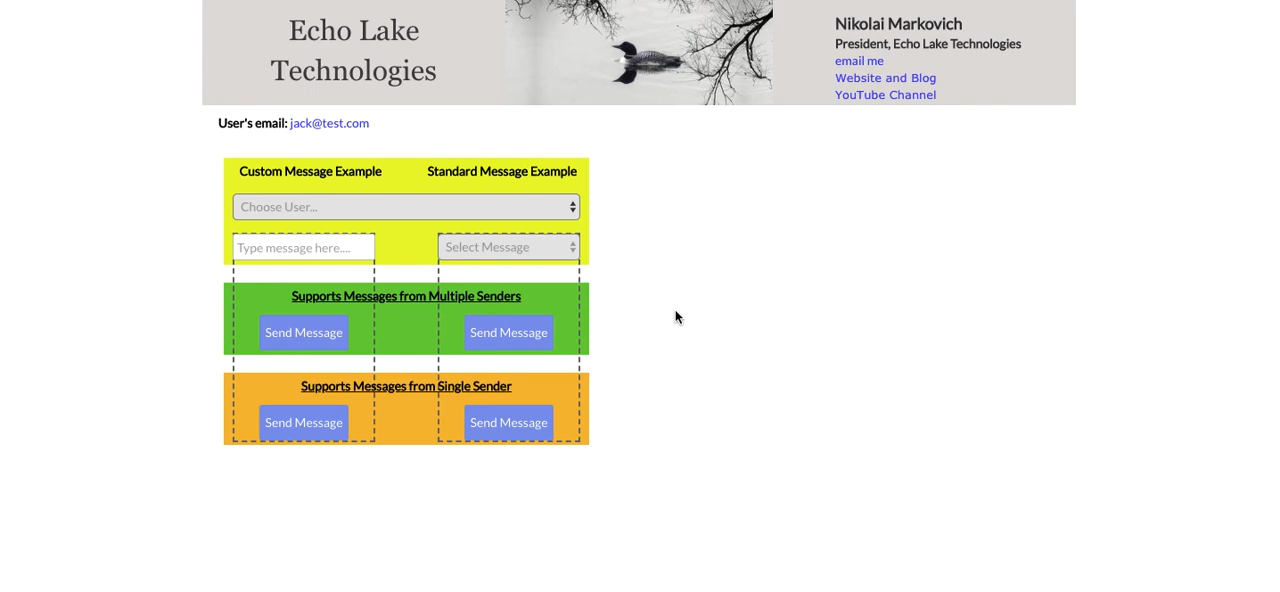 Echo Lake
Technologies
Nikolai Markovich
President, Echo Lake Technologies
email me
Website and Blog
YouTube Channel
User's email: jack@test.com
Custom Message Example
Standard Message Example
Choose User...
Type message here....
Select Message
Supports Messages from Multiple Senders
Send Message
Send Message
Supports Messages from Single Sender
Send Message
Send Message